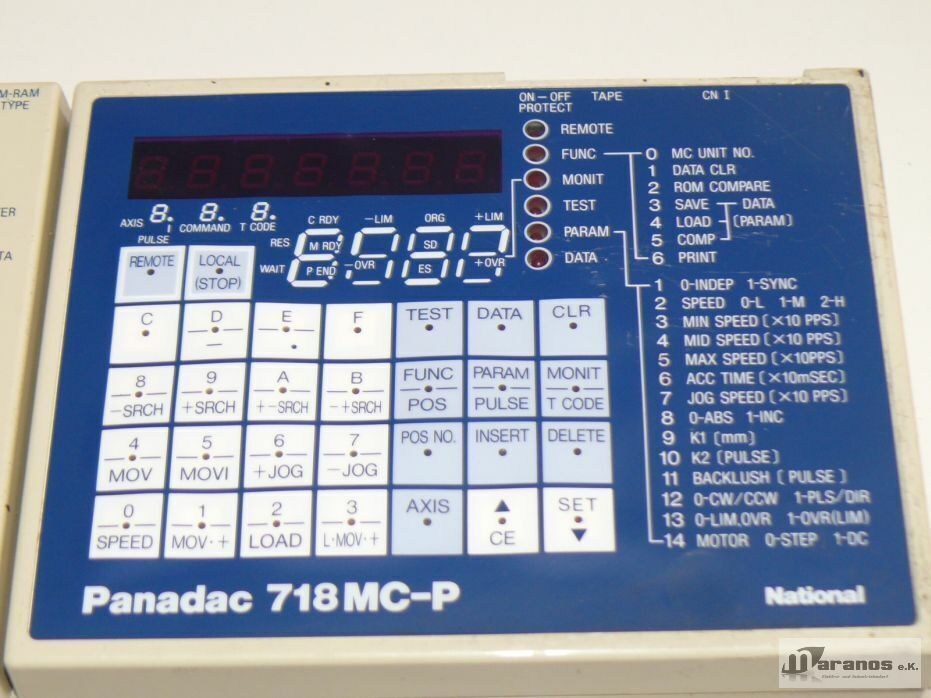 M-RAM
TYPE
ER
TA
ON – OFF TAPE CN I
PROTECT
REMOTE
FUNC
MONIT
TEST
PARAM
DATA
0 MC UNIT NO.
1 DATA CLR
2 ROM COMPARE
3 SAVE DATA
4 LOAD (PARAM)
5 COMP
6 PRINT
AXIS COMMAND T CODE
PULSE
C RDY –LIM ORG +LIM
RES. M RDY SD
WAIT P END –OVR ES +OVR
REMOTE LOCAL
(STOP)
C D E F TEST DATA CLR
– .
8 9 A B FUNC PARAM MONIT
–SRCH +SRCH +–SRCH –+SRCH POS PULSE T CODE
4 5 6 7 POS NO. INSERT DELETE
MOV MOVI +JOG –JOG
0 1 2 3 AXIS ▲ SET
SPEED MOV·+ LOAD L·MOV·+ CE ▼
1 0-INDEP 1-SYNC
2 SPEED 0-L 1-M 2-H
3 MIN SPEED (×10 PPS)
4 MID SPEED (×10 PPS)
5 MAX SPEED (×10PPS)
6 ACC TIME (×10mSEC)
7 JOG SPEED (×10 PPS)
8 0-ABS 1-INC
9 K1 (mm)
10 K2 (PULSE)
11 BACKLUSH (PULSE)
12 0-CW/CCW 1-PLS/DIR
13 0-LIM,OVR 1-OVR(LIM)
14 MOTOR 0-STEP 1-DC
Panadac 718MC-P
National
Maranos e.K.